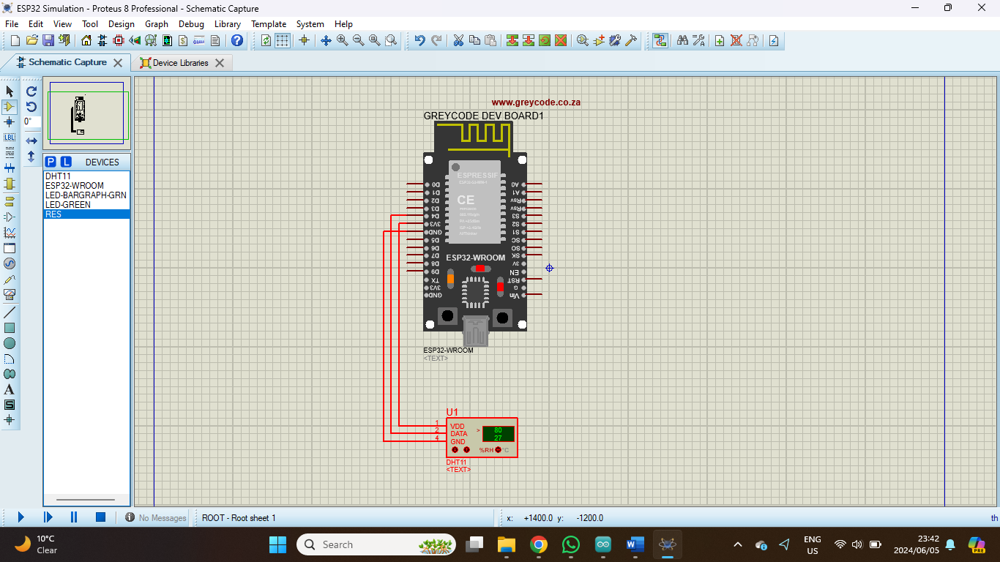 ESP32 Simulation - Proteus 8 Professional - Schematic Capture
File Edit View Tool Design Graph Debug Library Template System Help
Schematic Capture
Device Libraries
0°
P L DEVICES
DHT11
ESP32-WROOM
LED-BARGRAPH-GRN
LED-GREEN
RES
LBL
A
S
www.greycode.co.za
GREYCODE DEV BOARD1
ESPRESSIF
CE
D0 A0
D1 A1
D2 RSV
D3 RSV
D4 S3
3V3 S2
GND S1
D5 SC
D6 SO
D7 SK
D8 3V
D9 EN
TX RST
3V3 G
GND Vin
ESP32-WROOM
ESP32-WROOM
<TEXT>
U1
1 VDD > 80
2 DATA 27
4 GND
%RH °C
DHT11
<TEXT>
No Messages
ROOT - Root sheet 1
x: +1400.0 y: -1200.0
th
10°C
Clear
Search
ENG
US
23:42
2024/06/05
PRE